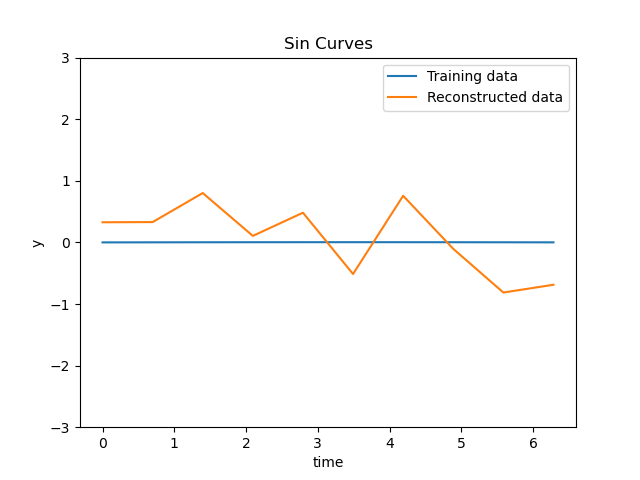 Sin Curves
Training data
Reconstructed data
3
2
1
0
−1
−2
−3
y
0 1 2 3 4 5 6
time